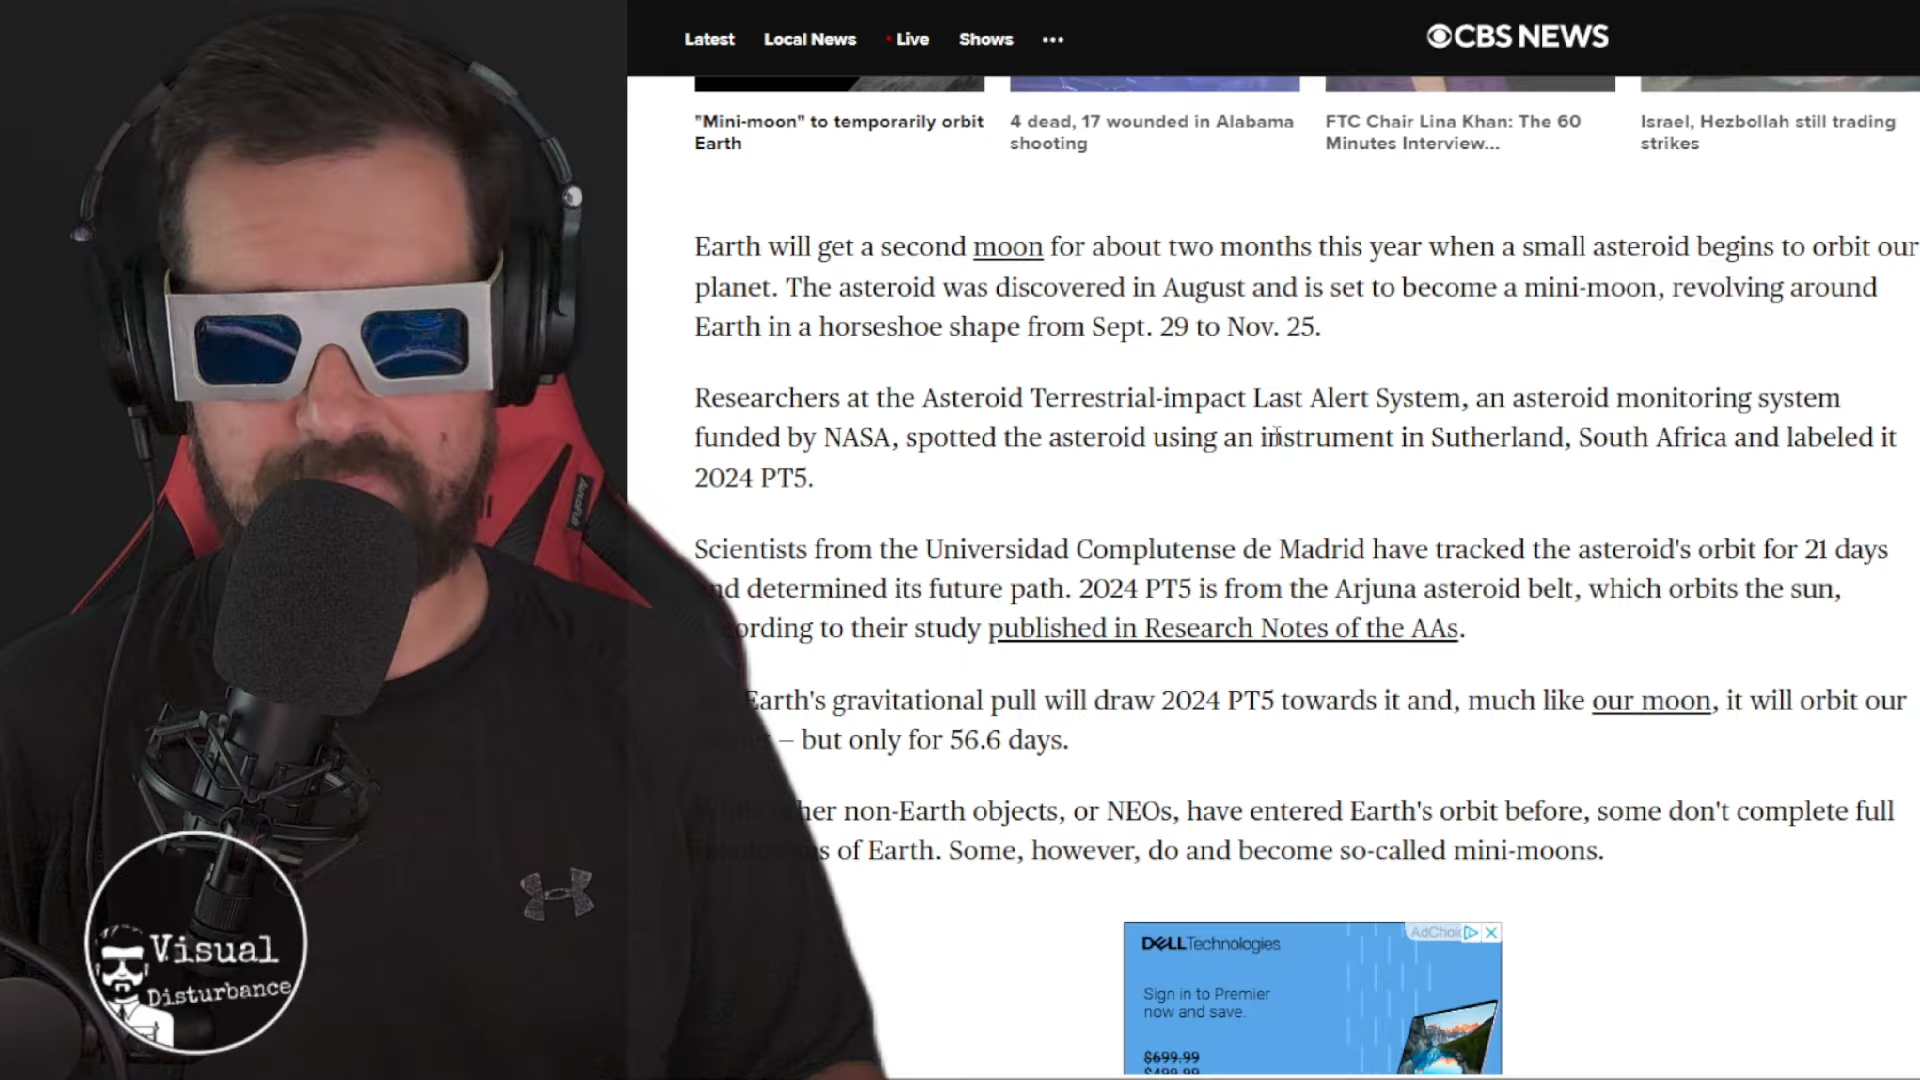 Latest Local News Live Shows ...
CBS NEWS
"Mini-moon" to temporarily orbit
Earth
4 dead, 17 wounded in Alabama
shooting
FTC Chair Lina Khan: The 60
Minutes Interview...
Israel, Hezbollah still trading
strikes
Earth will get a second moon for about two months this year when a small asteroid begins to orbit our
planet. The asteroid was discovered in August and is set to become a mini-moon, revolving around
Earth in a horseshoe shape from Sept. 29 to Nov. 25.
Researchers at the Asteroid Terrestrial-impact Last Alert System, an asteroid monitoring system
funded by NASA, spotted the asteroid using an instrument in Sutherland, South Africa and labeled it
2024 PT5.
Scientists from the Universidad Complutense de Madrid have tracked the asteroid's orbit for 21 days
nd determined its future path. 2024 PT5 is from the Arjuna asteroid belt, which orbits the sun,
ording to their study published in Research Notes of the AAs.
Earth's gravitational pull will draw 2024 PT5 towards it and, much like our moon, it will orbit our
– but only for 56.6 days.
her non-Earth objects, or NEOs, have entered Earth's orbit before, some don't complete full
s of Earth. Some, however, do and become so-called mini-moons.
AdChoi
DELL Technologies
Sign in to Premier
now and save.
$699.99
$499.99
Visual
Disturbance